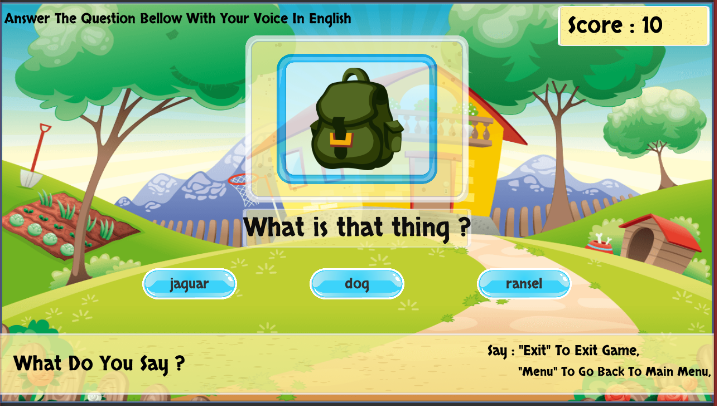 Answer The Question Bellow With Your Voice In English
Score : 10
What is that thing ?
jaguar
dog
ransel
What Do You Say ?
Say : "Exit" To Exit Game,
"Menu" To Go Back To Main Menu,